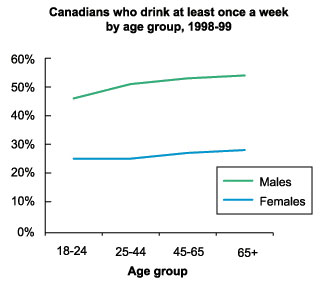 Canadians who drink at least once a week
by age group, 1998-99
60%
50%
40%
30%
20%
10%
0%
Males
Females
18-24 25-44 45-65 65+
Age group